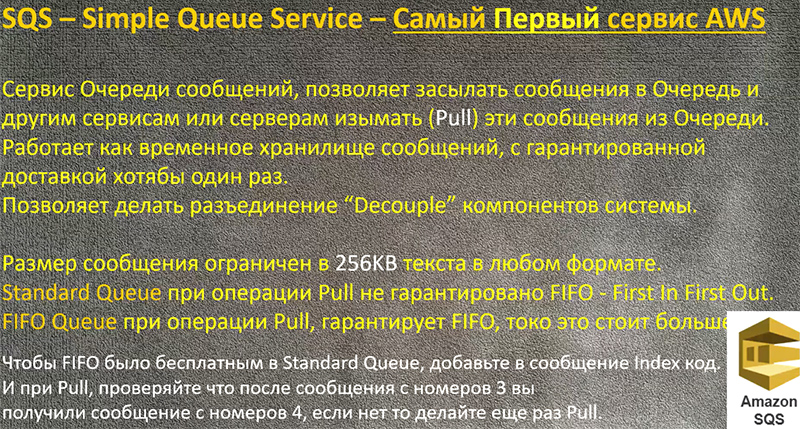 SQS – Simple Queue Service – Самый Первый сервис AWS
Сервис Очереди сообщений, позволяет засылать сообщения в Очередь и
другим сервисам или серверам изымать (Pull) эти сообщения из Очереди.
Работает как временное хранилище сообщений, с гарантированной
доставкой хотябы один раз.
Позволяет делать разъединение “Decouple” компонентов системы.
Размер сообщения ограничен в 256KB текста в любом формате.
Standard Queue при операции Pull не гарантировано FIFO - First In First Out.
FIFO Queue при операции Pull, гарантирует FIFO, токо это стоит больше
Чтобы FIFO было бесплатным в Standard Queue, добавьте в сообщение Index код.
И при Pull, проверяйте что после сообщения с номеров 3 вы
получили сообщение с номеров 4, если нет то делайте еще раз Pull.
Amazon
SQS